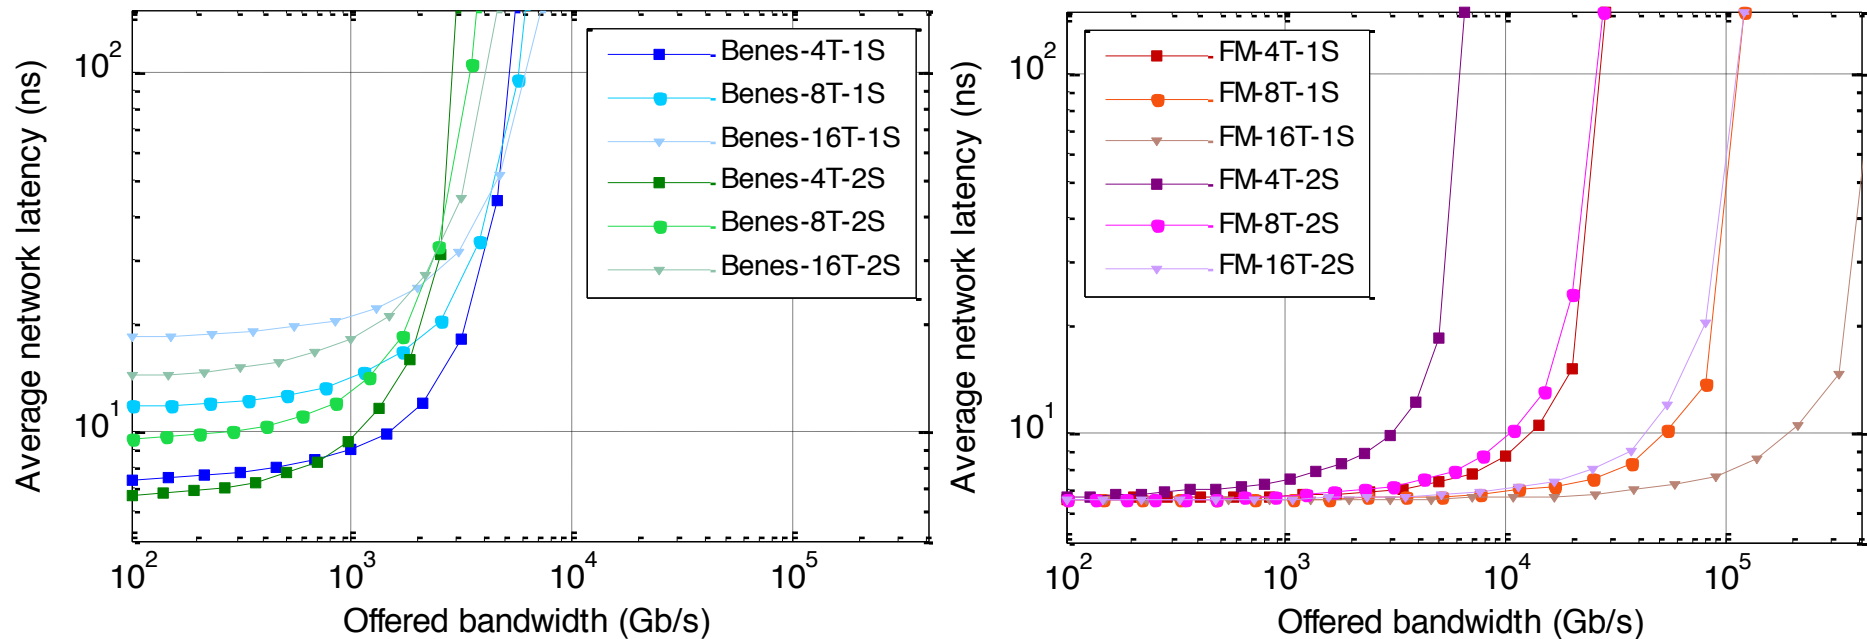 Average network latency (ns)
10^2
10^1
Benes-4T-1S
Benes-8T-1S
Benes-16T-1S
Benes-4T-2S
Benes-8T-2S
Benes-16T-2S
10^2
10^3
10^4
10^5
Offered bandwidth (Gb/s)
Average network latency (ns)
10^2
10^1
FM-4T-1S
FM-8T-1S
FM-16T-1S
FM-4T-2S
FM-8T-2S
FM-16T-2S
10^2
10^3
10^4
10^5
Offered bandwidth (Gb/s)